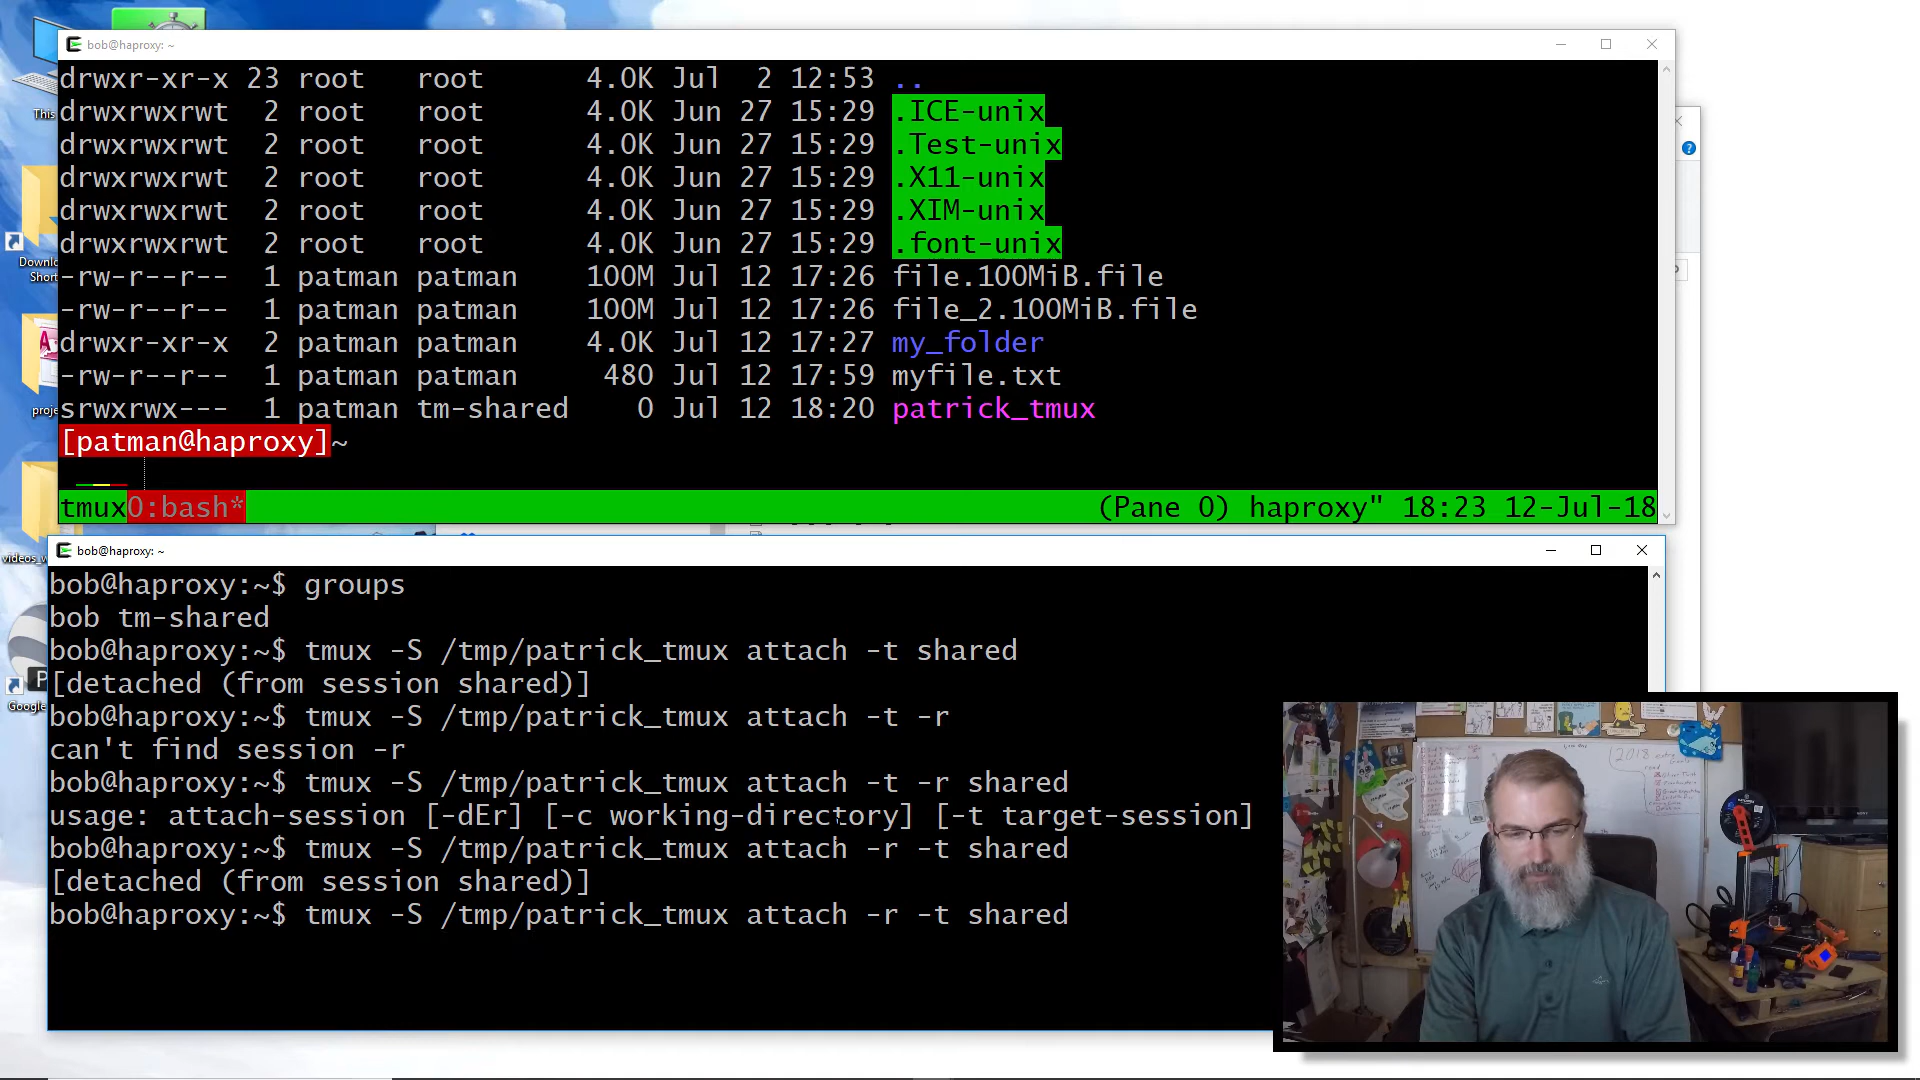 This
Downlo
Short
proje
videos_w
Google
bob@haproxy: ~
drwxr-xr-x 23 root root 4.0K Jul 2 12:53 ..
drwxrwxrwt 2 root root 4.0K Jun 27 15:29 .ICE-unix
drwxrwxrwt 2 root root 4.0K Jun 27 15:29 .Test-unix
drwxrwxrwt 2 root root 4.0K Jun 27 15:29 .X11-unix
drwxrwxrwt 2 root root 4.0K Jun 27 15:29 .XIM-unix
drwxrwxrwt 2 root root 4.0K Jun 27 15:29 .font-unix
-rw-r--r-- 1 patman patman 100M Jul 12 17:26 file.100MiB.file
-rw-r--r-- 1 patman patman 100M Jul 12 17:26 file_2.100MiB.file
drwxr-xr-x 2 patman patman 4.0K Jul 12 17:27 my_folder
-rw-r--r-- 1 patman patman 480 Jul 12 17:59 myfile.txt
srwxrwx--- 1 patman tm-shared 0 Jul 12 18:20 patrick_tmux
[patman@haproxy]~
tmux0:bash* (Pane 0) haproxy" 18:23 12-Jul-18
bob@haproxy: ~
bob@haproxy:~$ groups
bob tm-shared
bob@haproxy:~$ tmux -S /tmp/patrick_tmux attach -t shared
[detached (from session shared)]
bob@haproxy:~$ tmux -S /tmp/patrick_tmux attach -t -r
can't find session -r
bob@haproxy:~$ tmux -S /tmp/patrick_tmux attach -t -r shared
usage: attach-session [-dEr] [-c working-directory] [-t target-session]
bob@haproxy:~$ tmux -S /tmp/patrick_tmux attach -r -t shared
[detached (from session shared)]
bob@haproxy:~$ tmux -S /tmp/patrick_tmux attach -r -t shared